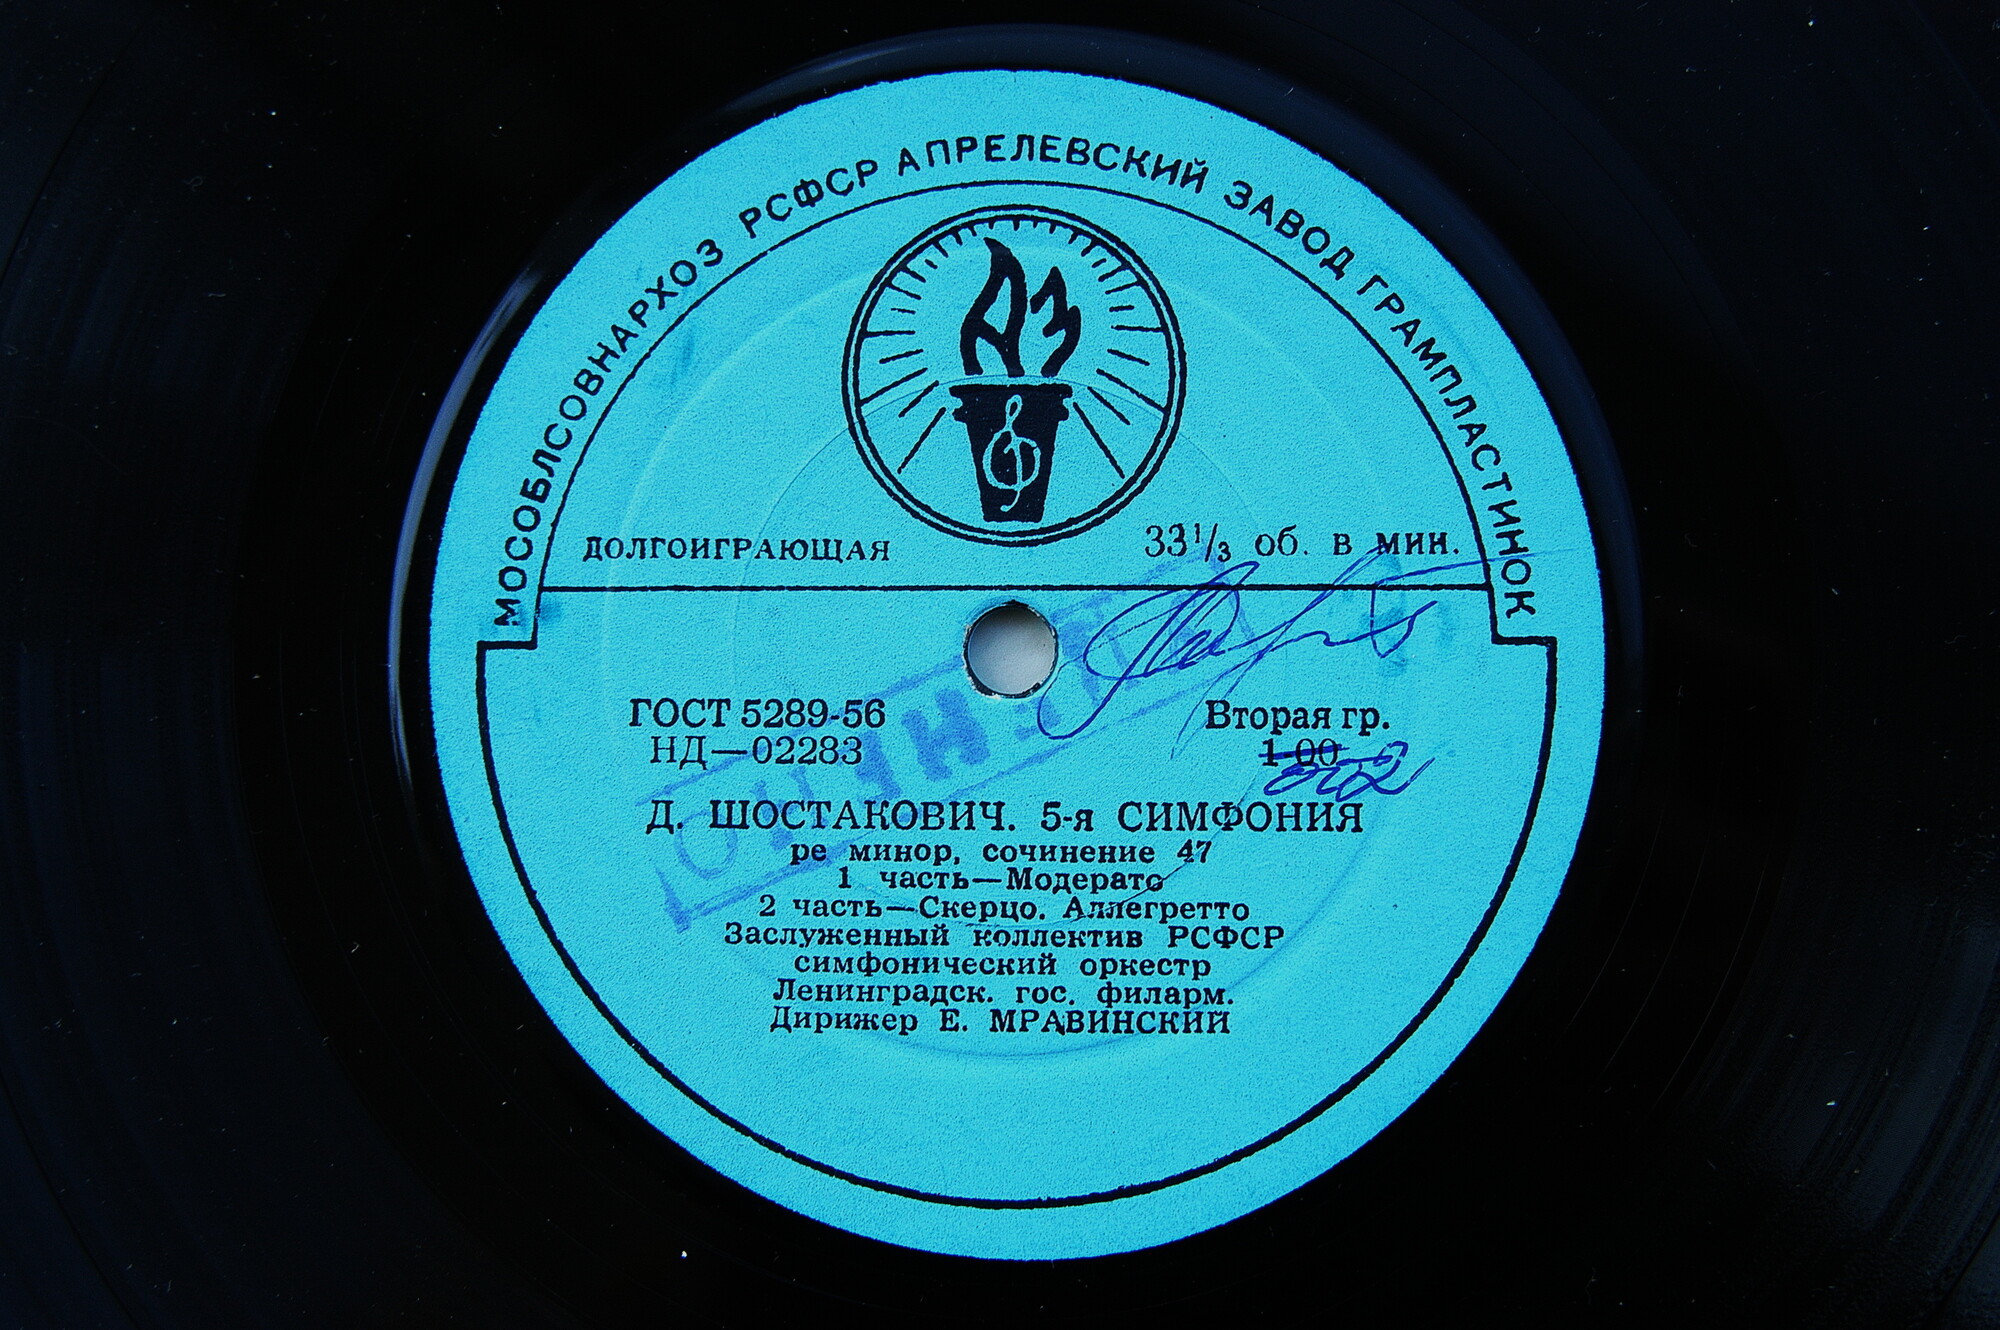 МОСОБЛСОВНАРХОЗ РСФСР АПРЕЛЕВСКИЙ ЗАВОД ГРАМПЛАСТИНОК
АЗ
ДОЛГОИГРАЮЩАЯ 33 1/3 об. в мин.
ГОСТ 5289-56 Вторая гр.
НД—02283 1-00
Д. ШОСТАКОВИЧ. 5-я СИМФОНИЯ
ре минор, сочинение 47
1 часть—Модерато
2 часть—Скерцо. Аллегретто
Заслуженный коллектив РСФСР
симфонический оркестр
Ленинградск. гос. филарм.
Дирижер Е. МРАВИНСКИЙ